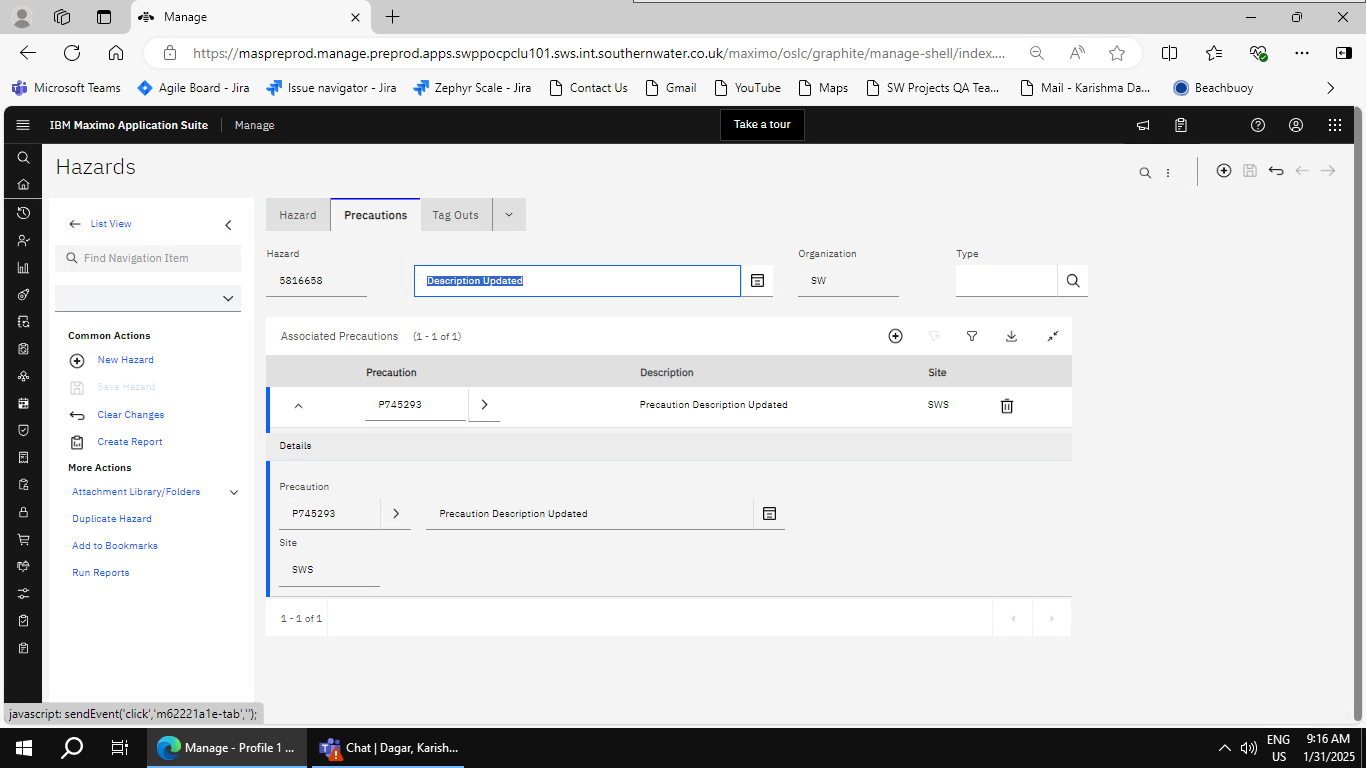 Manage
https://maspreprod.manage.preprod.apps.swppocpclu101.sws.int.southernwater.co.uk/maximo/oslc/graphite/manage-shell/index....
Microsoft Teams
Agile Board - Jira
Issue navigator - Jira
Zephyr Scale - Jira
Contact Us
Gmail
YouTube
Maps
SW Projects QA Tea...
Mail - Karishma Da...
Beachbuoy
IBM Maximo Application Suite
Manage
Take a tour
Hazards
List View
Find Navigation Item
Common Actions
New Hazard
Save Hazard
Clear Changes
Create Report
More Actions
Attachment Library/Folders
Duplicate Hazard
Add to Bookmarks
Run Reports
Hazard
Precautions
Tag Outs
Hazard
Organization
Type
5816658
Description Updated
SW
Associated Precautions
(1 - 1 of 1)
Precaution
Description
Site
P745293
Precaution Description Updated
SWS
Details
Precaution
P745293
Precaution Description Updated
Site
SWS
1 - 1 of 1
javascript: sendEvent('click','m62221a1e-tab','');
Manage - Profile 1 ...
Chat | Dagar, Karish...
ENG
US
9:16 AM
1/31/2025